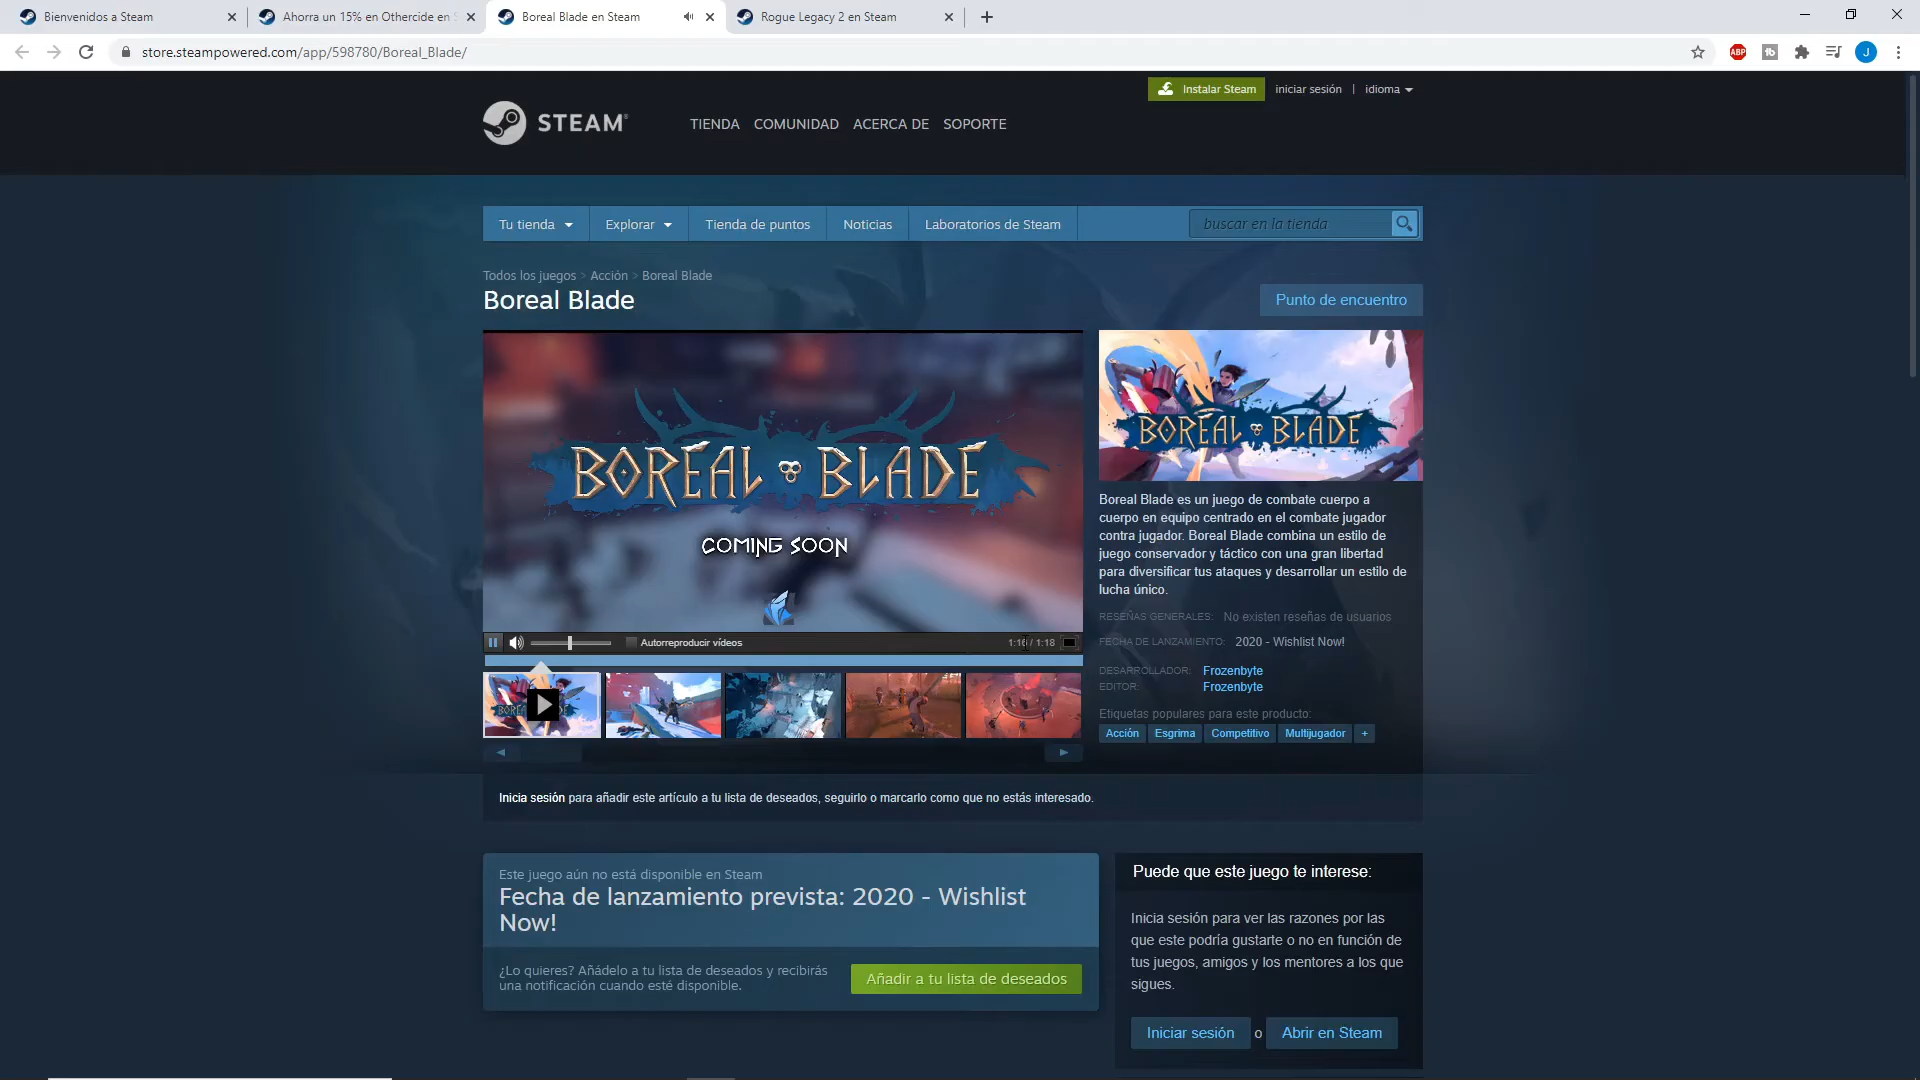 Bienvenidos a Steam
Ahorra un 15% en Othercide en S
Boreal Blade en Steam
Rogue Legacy 2 en Steam
store.steampowered.com/app/598780/Boreal_Blade/
ABP
J
Instalar Steam
iniciar sesión | idioma
STEAM
TIENDA COMUNIDAD ACERCA DE SOPORTE
Tu tienda
Explorar
Tienda de puntos
Noticias
Laboratorios de Steam
buscar en la tienda
Todos los juegos > Acción > Boreal Blade
Boreal Blade
Punto de encuentro
BOREAL BLADE
COMING SOON
Autorreproducir vídeos
1:16 / 1:18
BOREAL BLADE
Boreal Blade es un juego de combate cuerpo a
cuerpo en equipo centrado en el combate jugador
contra jugador. Boreal Blade combina un estilo de
juego conservador y táctico con una gran libertad
para diversificar tus ataques y desarrollar un estilo de
lucha único.
RESEÑAS GENERALES: No existen reseñas de usuarios
FECHA DE LANZAMIENTO: 2020 - Wishlist Now!
DESARROLLADOR: Frozenbyte
EDITOR: Frozenbyte
Etiquetas populares para este producto:
Acción Esgrima Competitivo Multijugador +
Inicia sesión para añadir este artículo a tu lista de deseados, seguirlo o marcarlo como que no estás interesado.
Este juego aún no está disponible en Steam
Fecha de lanzamiento prevista: 2020 - Wishlist
Now!
¿Lo quieres? Añádelo a tu lista de deseados y recibirás
una notificación cuando esté disponible.
Añadir a tu lista de deseados
Puede que este juego te interese:
Inicia sesión para ver las razones por las
que este podría gustarte o no en función de
tus juegos, amigos y los mentores a los que
sigues.
Iniciar sesión o Abrir en Steam